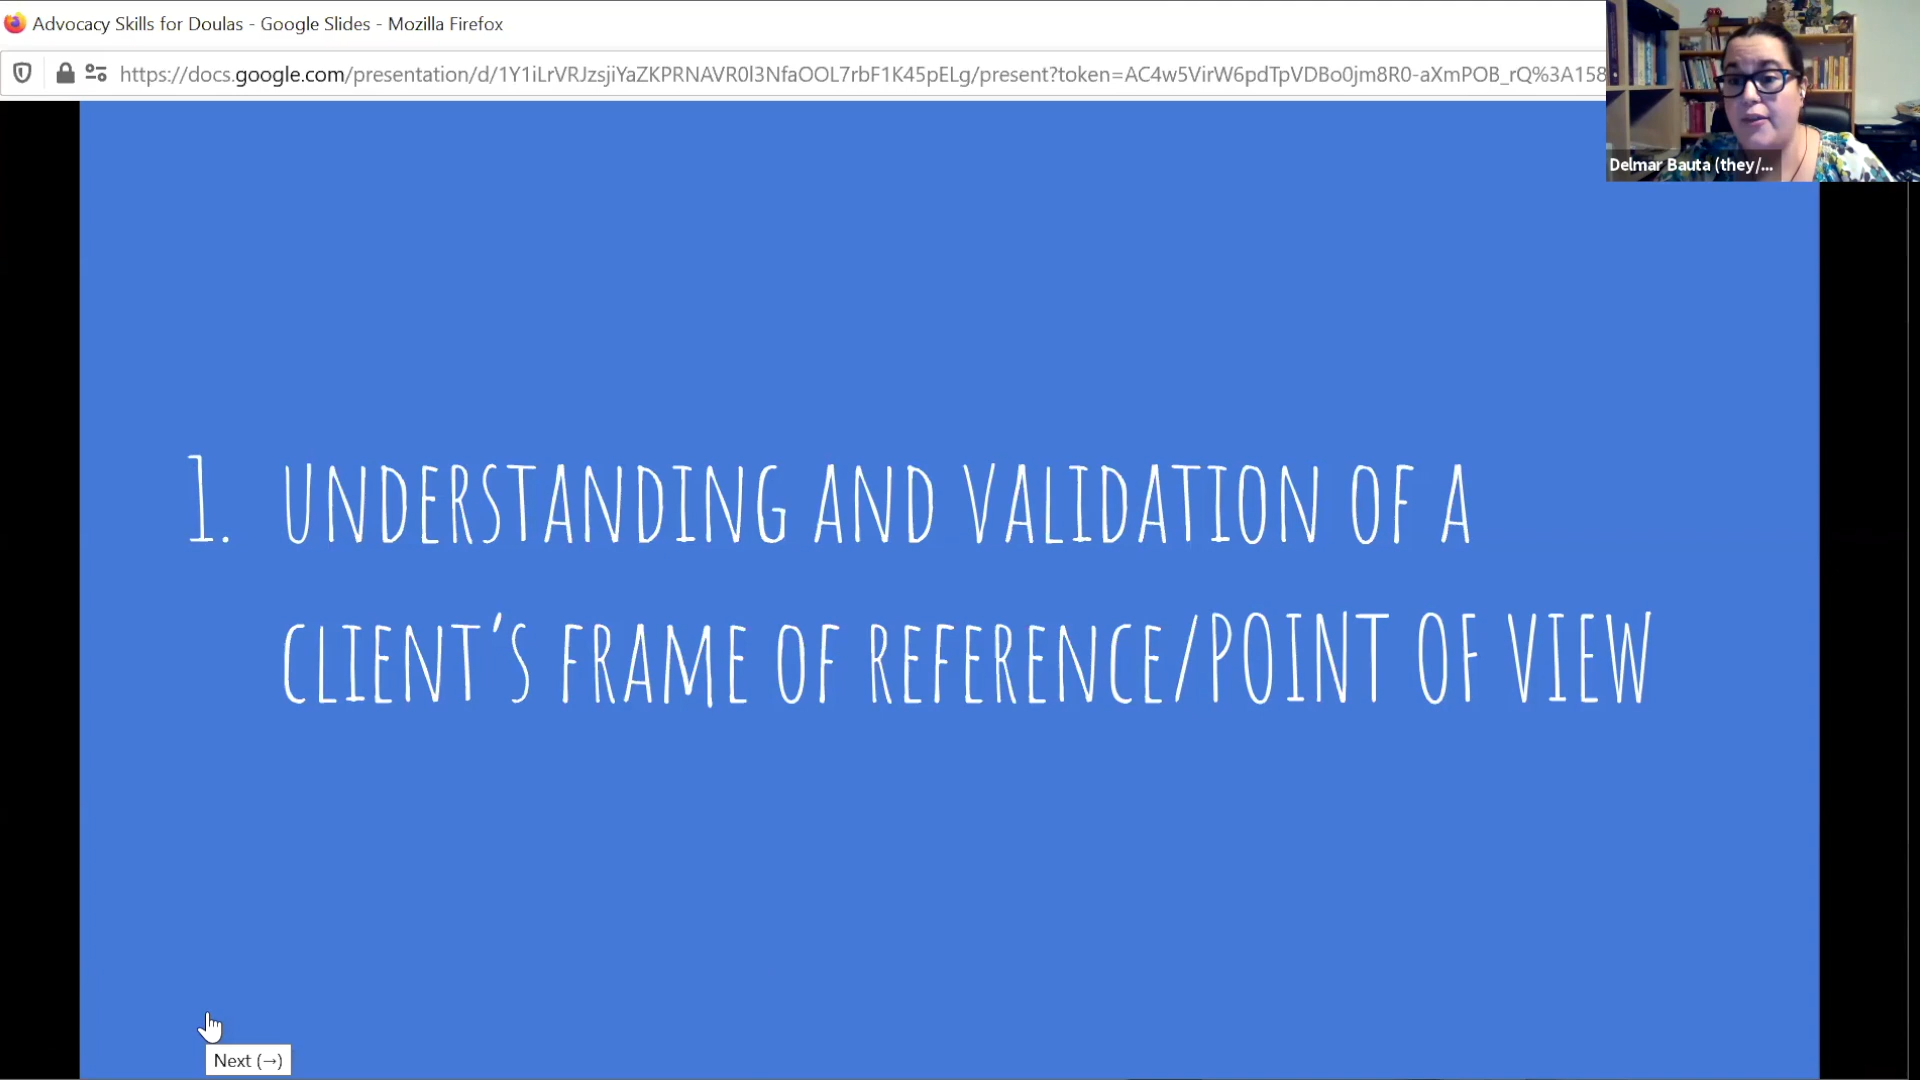 Advocacy Skills for Doulas - Google Slides - Mozilla Firefox
https://docs.google.com/presentation/d/1Y1iLrVRJzsjiYaZKPRNAVR0l3NfaOOL7rbF1K45pELg/present?token=AC4w5VirW6pdTpVDBo0jm8R0-aXmPOB_rQ%3A158
Delmar Bauta (they/...
1. UNDERSTANDING AND VALIDATION OF A
CLIENT'S FRAME OF REFERENCE/POINT OF VIEW
Next (→)